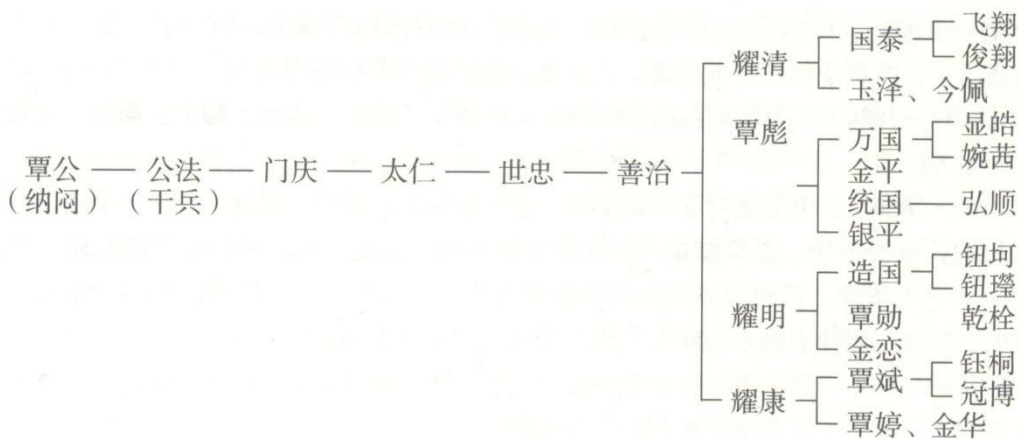 飞翔
国泰
俊翔
耀清
玉泽、今佩
覃彪
显皓
万国
婉茜
金平
覃公 公法 门庆 太仁 世忠 善治
(纳闷) (干兵)
统国 弘顺
银平
钮坷
造国
钮瑬
耀明
覃勋 乾栓
金恋
钰桐
覃斌
冠博
耀康
覃婷、金华